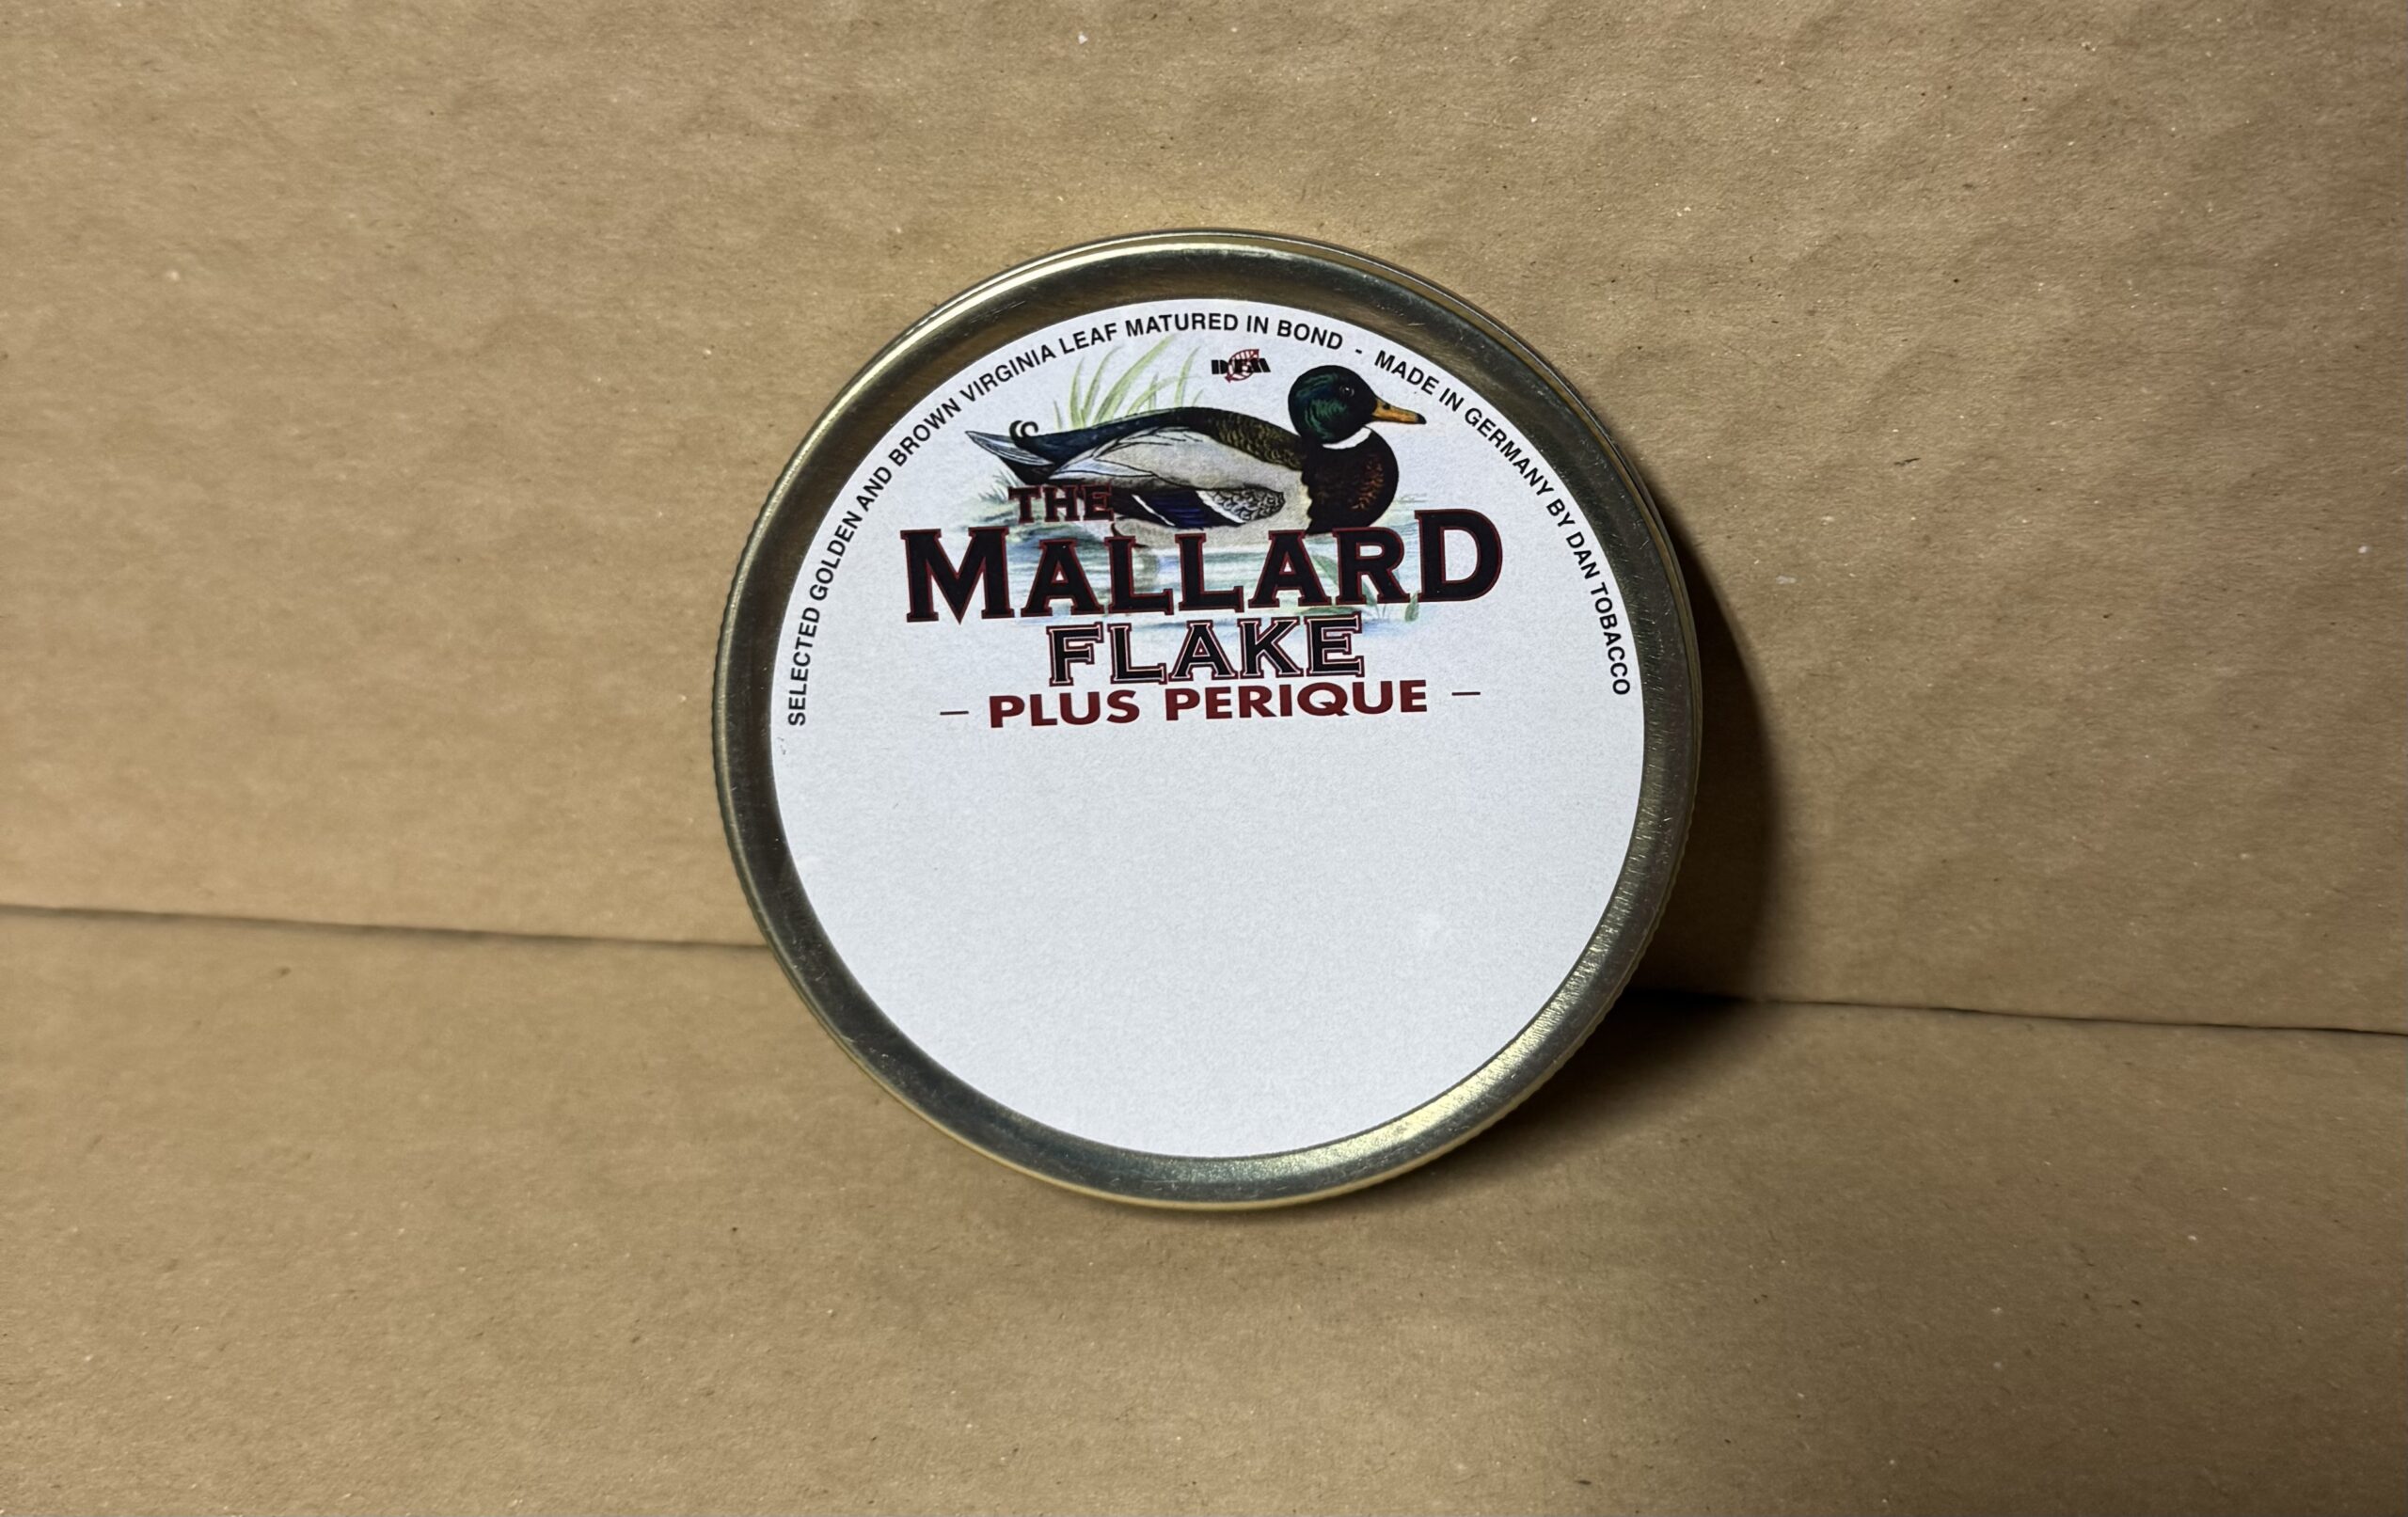 SELECTED GOLDEN AND BROWN VIRGINIA LEAF MATURED IN BOND - MADE IN GERMANY BY DAN TOBACCO
THE
MALLARD
FLAKE
– PLUS PERIQUE –